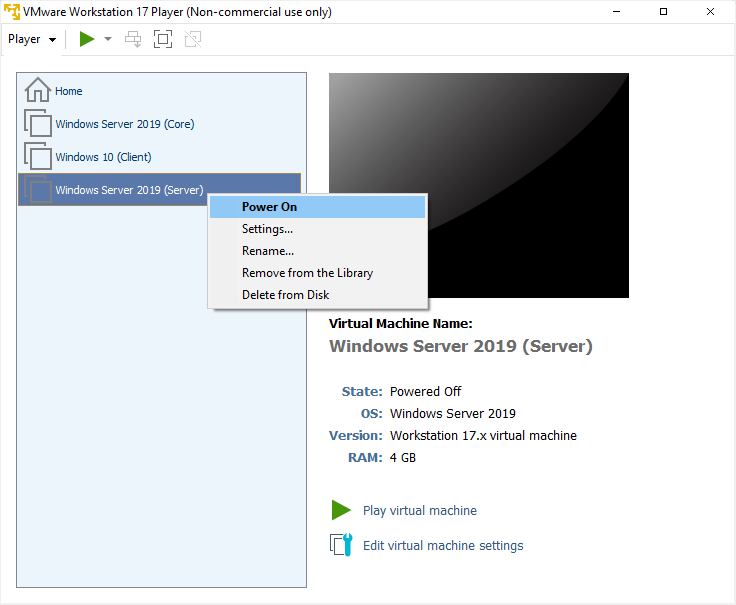 VMware Workstation 17 Player (Non-commercial use only)
Player
Home
Windows Server 2019 (Core)
Windows 10 (Client)
Windows Server 2019 (Server)
Power On
Settings...
Rename...
Remove from the Library
Delete from Disk
Virtual Machine Name:
Windows Server 2019 (Server)
State: Powered Off
OS: Windows Server 2019
Version: Workstation 17.x virtual machine
RAM: 4 GB
Play virtual machine
Edit virtual machine settings